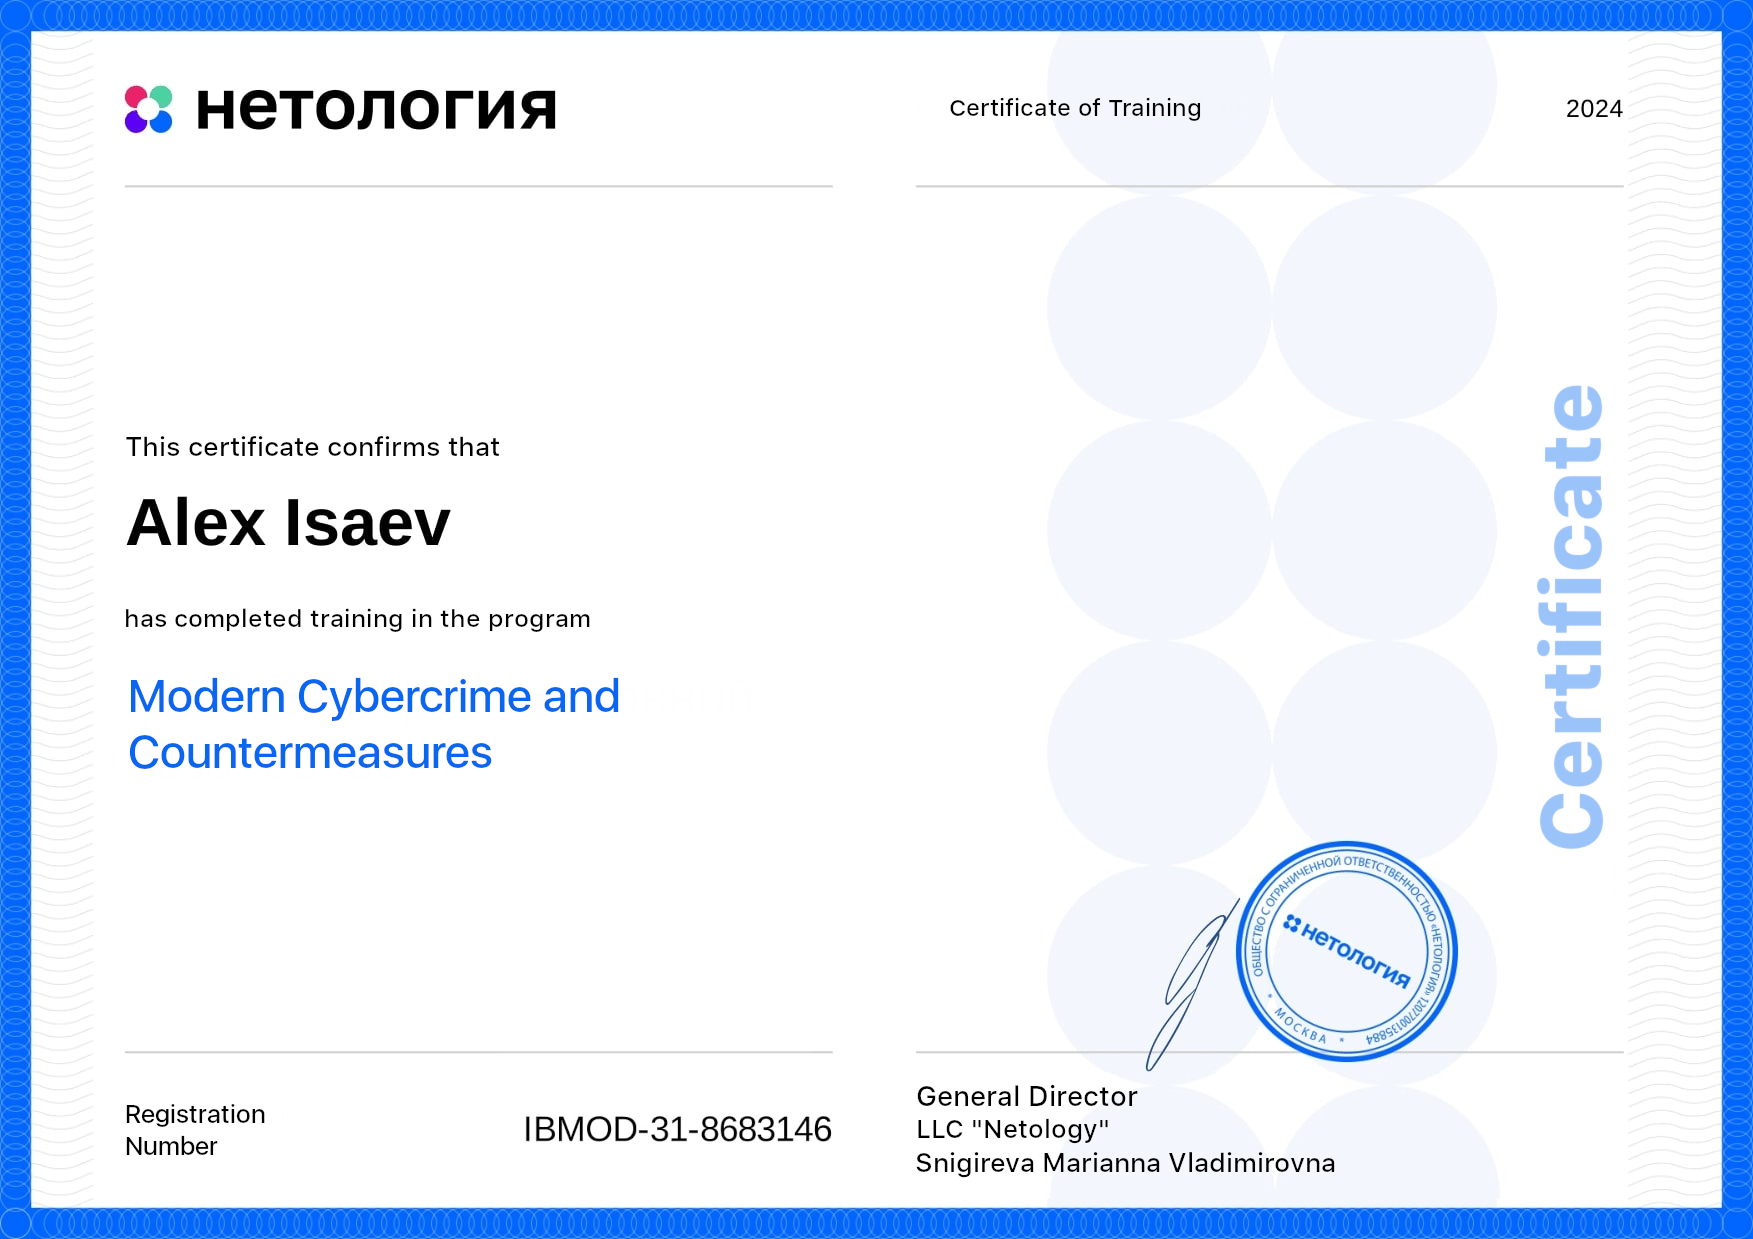 нетология
Certificate of Training
2024
This certificate confirms that
Alex Isaev
has completed training in the program
Modern Cybercrime and
Countermeasures
Certificate
ОБЩЕСТВО С ОГРАНИЧЕННОЙ ОТВЕТСТВЕННОСТЬЮ «НЕТОЛОГИЯ» 1207700135884
* МОСКВА *
нетология
Registration
Number
IBMOD-31-8683146
General Director
LLC "Netology"
Snigireva Marianna Vladimirovna